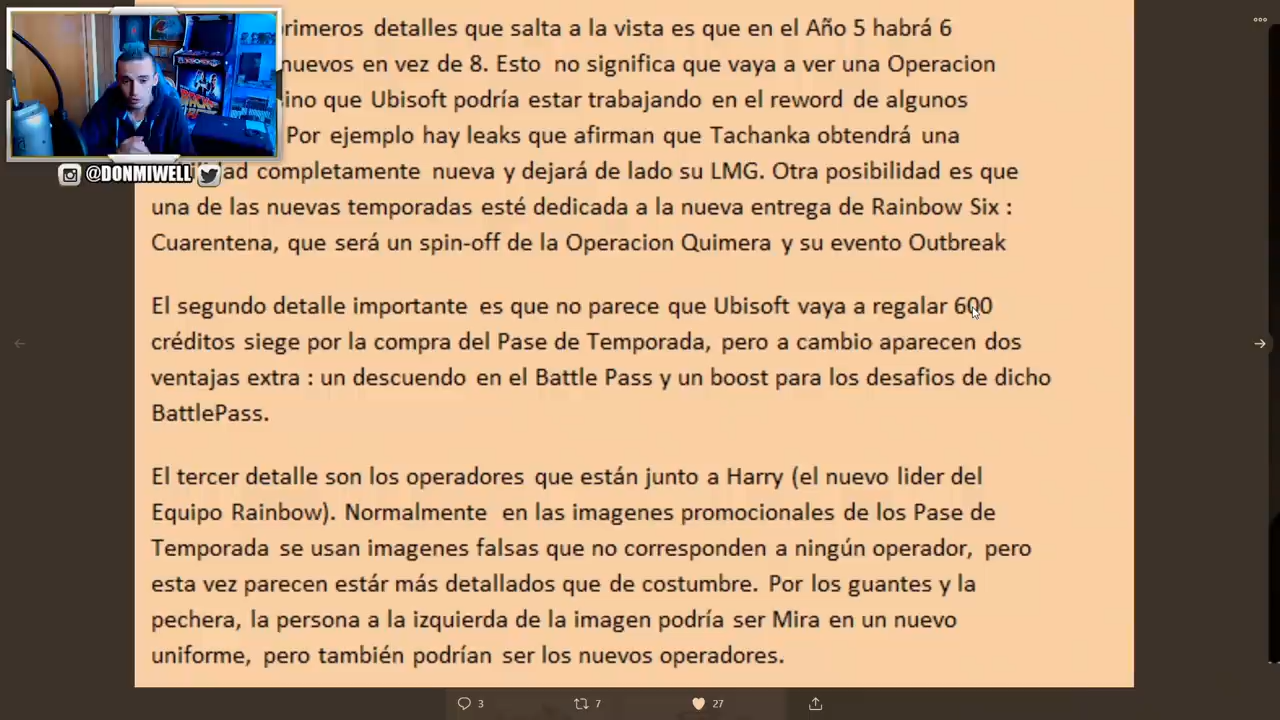 primeros detalles que salta a la vista es que en el Año 5 habrá 6
nuevos en vez de 8. Esto no significa que vaya a ver una Operacion
ino que Ubisoft podría estar trabajando en el reword de algunos
Por ejemplo hay leaks que afirman que Tachanka obtendrá una
@DONMIWELL
dad completamente nueva y dejará de lado su LMG. Otra posibilidad es que
una de las nuevas temporadas esté dedicada a la nueva entrega de Rainbow Six :
Cuarentena, que será un spin-off de la Operacion Quimera y su evento Outbreak
El segundo detalle importante es que no parece que Ubisoft vaya a regalar 600
créditos siege por la compra del Pase de Temporada, pero a cambio aparecen dos
ventajas extra : un descuendo en el Battle Pass y un boost para los desafios de dicho
BattlePass.
El tercer detalle son los operadores que están junto a Harry (el nuevo lider del
Equipo Rainbow). Normalmente en las imagenes promocionales de los Pase de
Temporada se usan imagenes falsas que no corresponden a ningún operador, pero
esta vez parecen estár más detallados que de costumbre. Por los guantes y la
pechera, la persona a la izquierda de la imagen podría ser Mira en un nuevo
uniforme, pero también podrían ser los nuevos operadores.
3 7 27